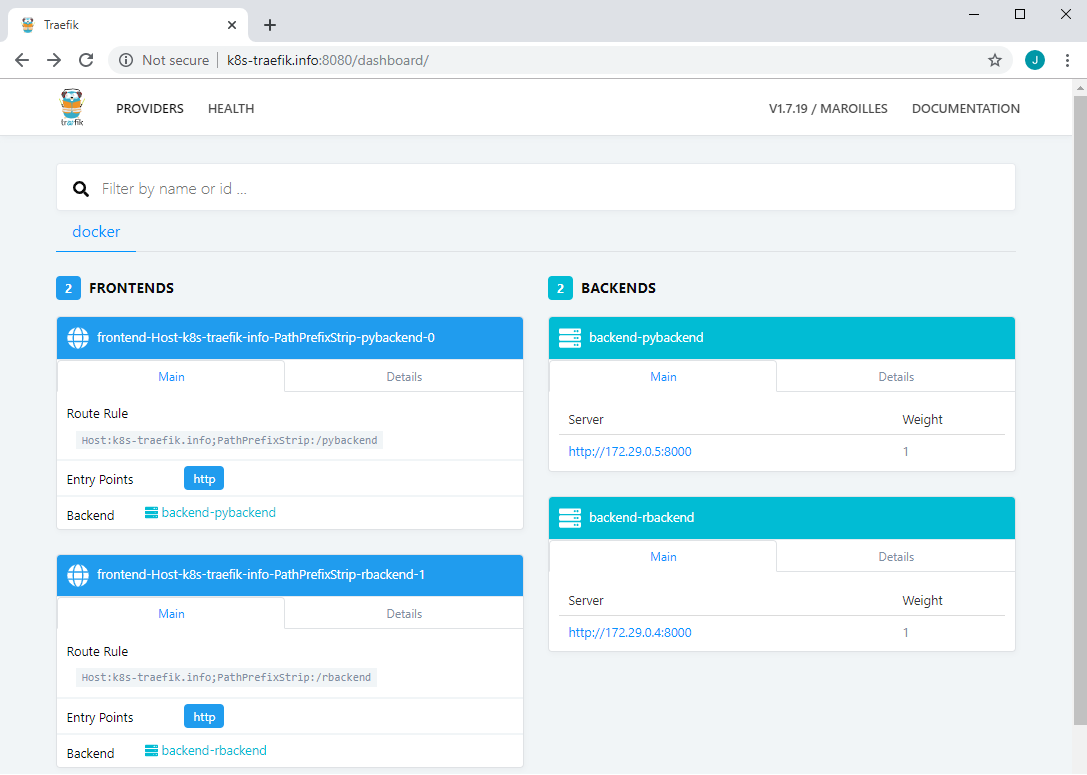 Traefik
Not secure k8s-traefik.info:8080/dashboard/
J
træfik
PROVIDERS HEALTH V1.7.19 / MAROILLES DOCUMENTATION
Filter by name or id ...
docker
2 FRONTENDS
frontend-Host-k8s-traefik-info-PathPrefixStrip-pybackend-0
Main Details
Route Rule
Host:k8s-traefik.info;PathPrefixStrip:/pybackend
Entry Points http
Backend backend-pybackend
frontend-Host-k8s-traefik-info-PathPrefixStrip-rbackend-1
Main Details
Route Rule
Host:k8s-traefik.info;PathPrefixStrip:/rbackend
Entry Points http
Backend backend-rbackend
2 BACKENDS
backend-pybackend
Main Details
Server Weight
http://172.29.0.5:8000 1
backend-rbackend
Main Details
Server Weight
http://172.29.0.4:8000 1